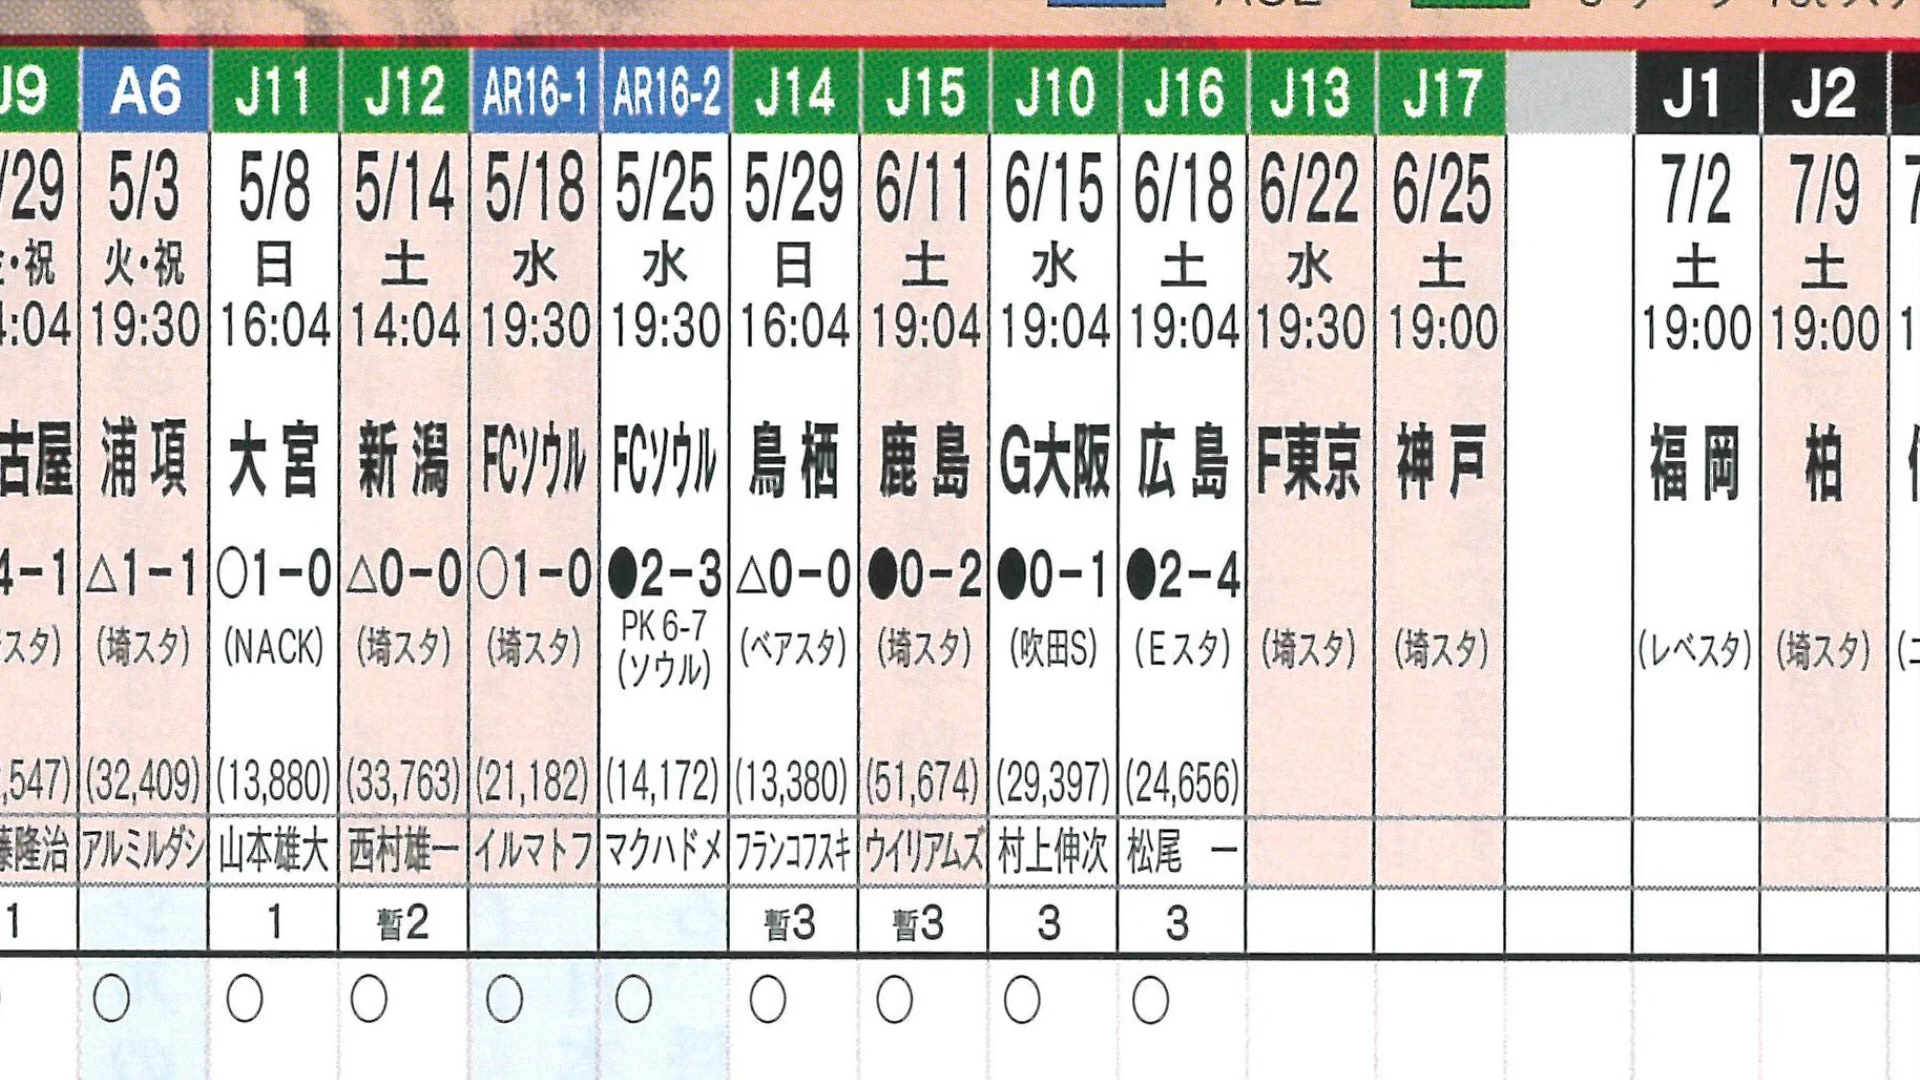 J9 A6 J11 J12 AR16-1 AR16-2 J14 J15 J10 J16 J13 J17 J1 J2
/29 5/3 5/8 5/14 5/18 5/25 5/29 6/11 6/15 6/18 6/22 6/25 7/2 7/9
・祝 火・祝 日 土 水 水 日 土 水 土 水 土 土 土
:04 19:30 16:04 14:04 19:30 19:30 16:04 19:04 19:04 19:04 19:30 19:00 19:00 19:00
古屋 浦項 大宮 新潟 FCソウル FCソウル 鳥栖 鹿島 G大阪 広島 F東京 神戸 福岡 柏
4-1 △1-1 ○1-0 △0-0 ○1-0 ●2-3 △0-0 ●0-2 ●0-1 ●2-4
PK 6-7
スタ) (埼スタ) (NACK) (埼スタ) (埼スタ) (ソウル) (ベアスタ) (埼スタ) (吹田S) (Eスタ) (埼スタ) (埼スタ) (レベスタ) (埼スタ)
,547) (32,409) (13,880) (33,763) (21,182) (14,172) (13,380) (51,674) (29,397) (24,656)
藤隆治 アルミルダシ 山本雄大 西村雄一 イルマトフ マクハドメ フランコフスキ ウイリアムズ 村上伸次 松尾 一
1 1 暫2 暫3 暫3 3 3
○ ○ ○ ○ ○ ○ ○ ○ ○